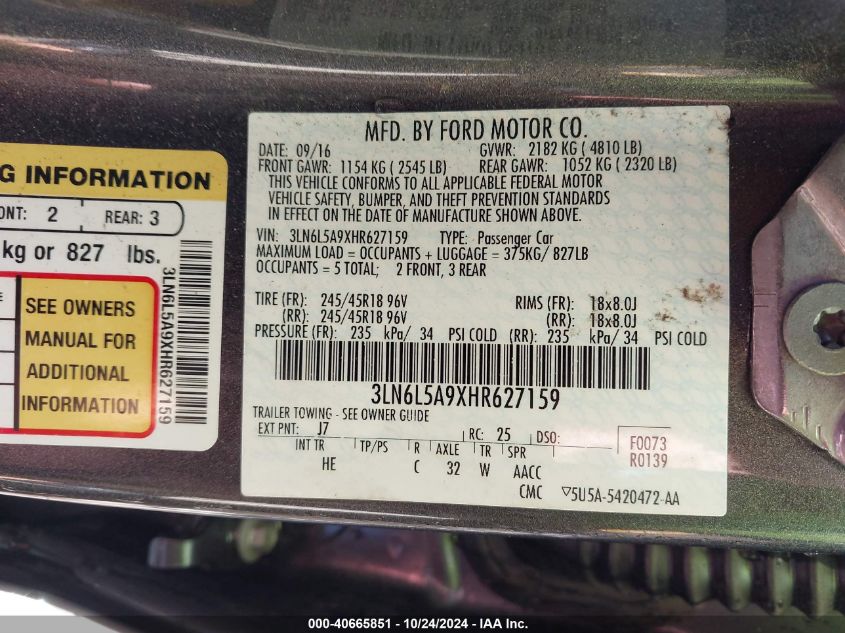 MFD. BY FORD MOTOR CO.
DATE: 09/16 GVWR: 2182 KG ( 4810 LB)
FRONT GAWR: 1154 KG ( 2545 LB) REAR GAWR: 1052 KG ( 2320 LB)
THIS VEHICLE CONFORMS TO ALL APPLICABLE FEDERAL MOTOR
VEHICLE SAFETY, BUMPER, AND THEFT PREVENTION STANDARDS
IN EFFECT ON THE DATE OF MANUFACTURE SHOWN ABOVE.
VIN: 3LN6L5A9XHR627159 TYPE: Passenger Car
MAXIMUM LOAD = OCCUPANTS + LUGGAGE = 375KG/ 827LB
OCCUPANTS = 5 TOTAL; 2 FRONT, 3 REAR
TIRE (FR): 245/45R18 96V RIMS (FR): 18x8.0J
(RR): 245/45R18 96V (RR): 18x8.0J
PRESSURE (FR): 235 kPa/ 34 PSI COLD (RR): 235 kPa/ 34 PSI COLD
3LN6L5A9XHR627159
TRAILER TOWING - SEE OWNER GUIDE
EXT PNT: J7 RC: 25 DSO: F0073
R0139
INT TR TP/PS R AXLE TR SPR
HE C 32 W AACC
CMC ▽5U5A-5420472-AA
G INFORMATION
ONT: 2 REAR: 3
kg or 827 lbs.
SEE OWNERS
MANUAL FOR
ADDITIONAL
INFORMATION
3LN6L5A9XHR627159
000-40665851 - 10/24/2024 - IAA Inc.